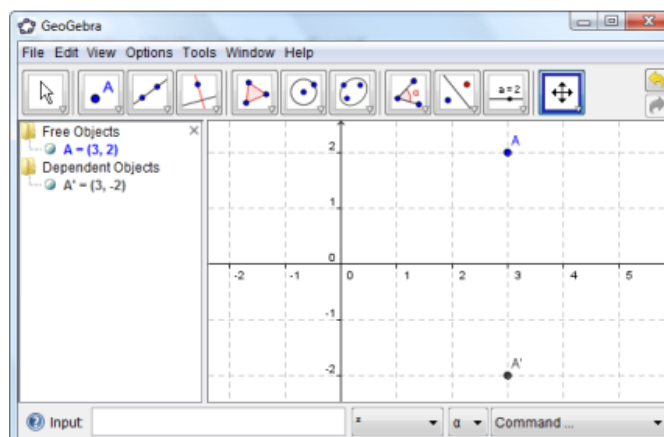 GeoGebra
File Edit View Options Tools Window Help
A
α
a=2
Free Objects
A = (3, 2)
Dependent Objects
A' = (3, -2)
A
2
1
0
-2 -1 0 1 2 3 4 5
-1
-2
A'
Input:
² α Command ...